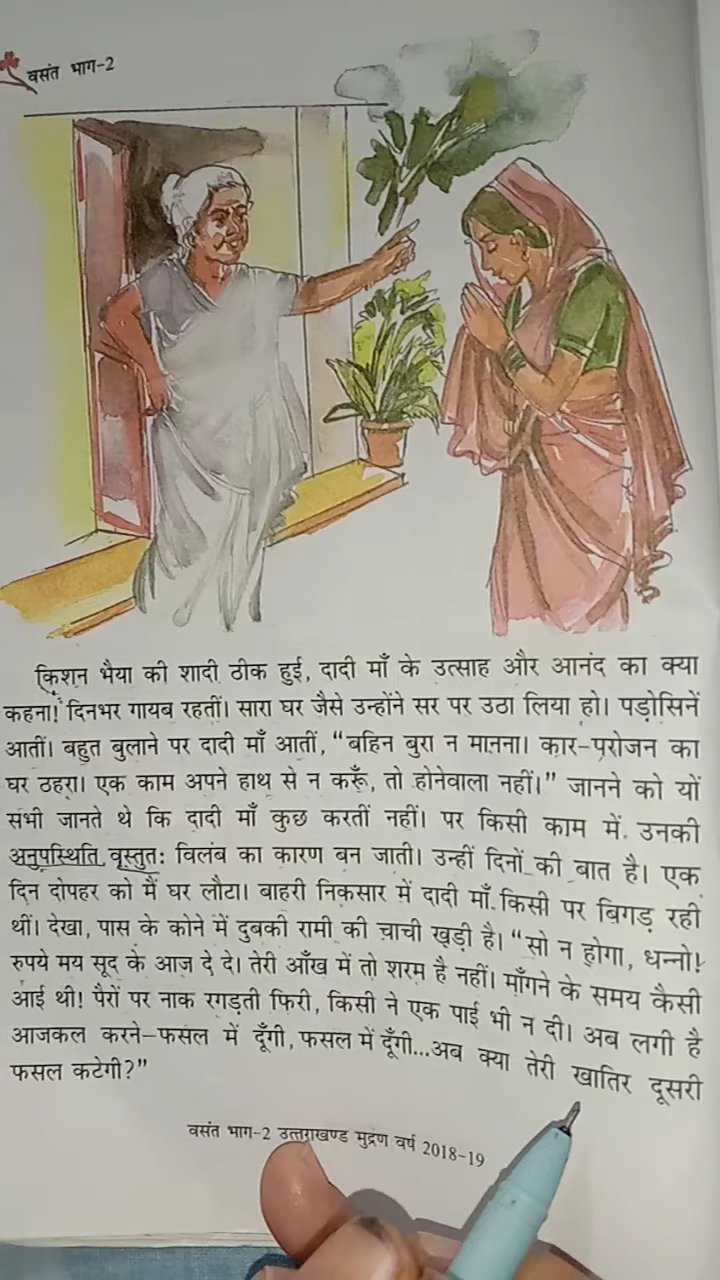 वसंत भाग-2
किशन भैया की शादी ठीक हुई, दादी माँ के उत्साह और आनंद का क्या
कहना! दिनभर गायब रहतीं। सारा घर जैसे उन्होंने सर पर उठा लिया हो। पड़ोसिनें
आतीं। बहुत बुलाने पर दादी माँ आतीं, “बहिन बुरा न मानना। कार-परोजन का
घर ठहरा। एक काम अपने हाथ से न करूँ, तो होनेवाला नहीं।” जानने को यों
सभी जानते थे कि दादी माँ कुछ करतीं नहीं। पर किसी काम में उनकी
अनुपस्थिति वस्तुतः विलंब का कारण बन जाती। उन्हीं दिनों की बात है। एक
दिन दोपहर को मैं घर लौटा। बाहरी निकसार में दादी माँ किसी पर बिगड़ रही
थीं। देखा, पास के कोने में दुबकी रामी की चाची खड़ी है। “सो न होगा, धन्नो!
रुपये मय सूद के आज दे दे। तेरी आँख में तो शरम है नहीं। माँगने के समय कैसी
आई थी! पैरों पर नाक रगड़ती फिरी, किसी ने एक पाई भी न दी। अब लगी है
आजकल करने-फसल में दूँगी, फसल में दूँगी...अब क्या तेरी खातिर दूसरी
फसल कटेगी?”
वसंत भाग-2 उत्तराखण्ड मुद्रण वर्ष 2018-19